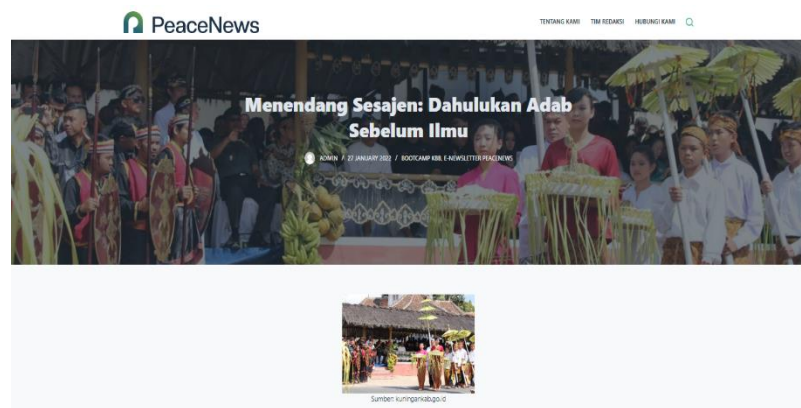 PeaceNews
TENTANG KAMI TIM REDAKSI HUBUNGI KAMI
Menendang Sesajen: Dahulukan Adab
Sebelum Ilmu
ADMIN / 27 JANUARY 2022 / BOOTCAMP KBB, E-NEWSLETTER PEACENEWS
Sumber: kuningankab.go.id